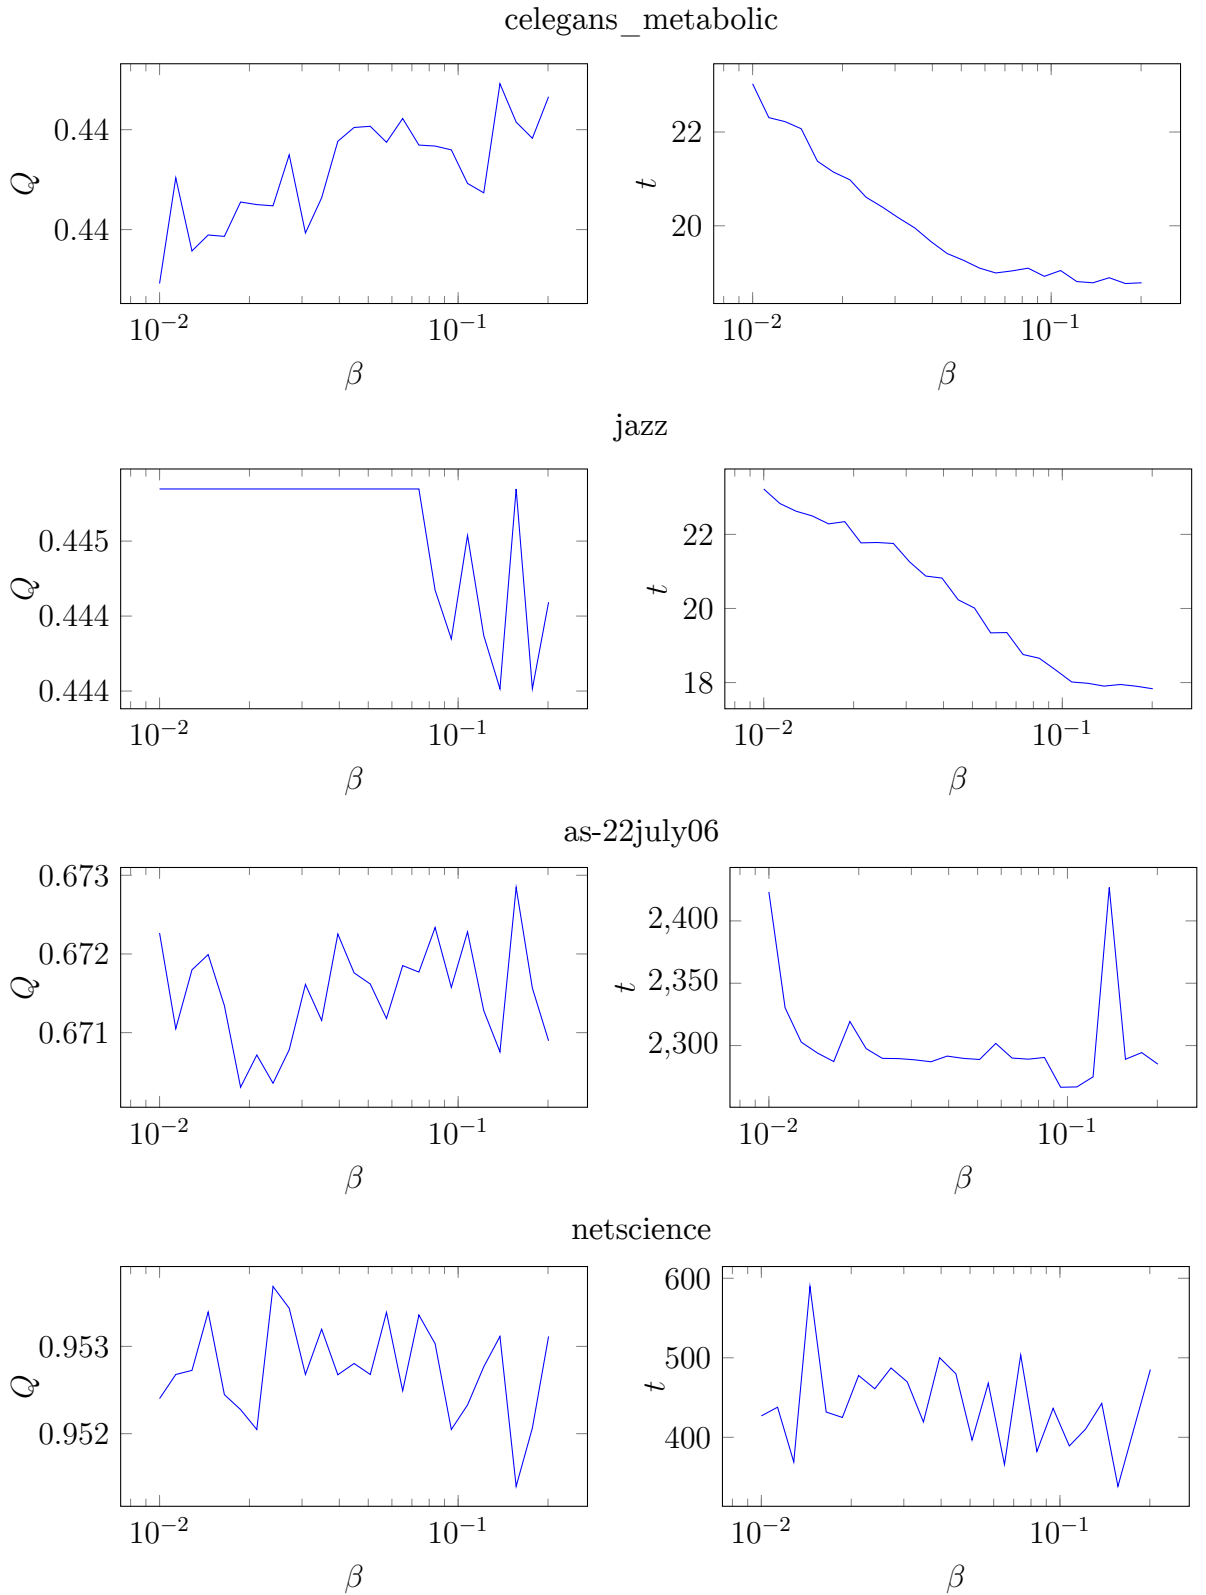 celegans_metabolic
0.44
0.44
Q
10⁻²
10⁻¹
β
22
20
t
10⁻²
10⁻¹
β
jazz
0.445
0.444
0.444
Q
10⁻²
10⁻¹
β
22
20
18
t
10⁻²
10⁻¹
β
as-22july06
0.673
0.672
0.671
Q
10⁻²
10⁻¹
β
2,400
2,350
2,300
t
10⁻²
10⁻¹
β
netscience
0.953
0.952
Q
10⁻²
10⁻¹
β
600
500
400
t
10⁻²
10⁻¹
β